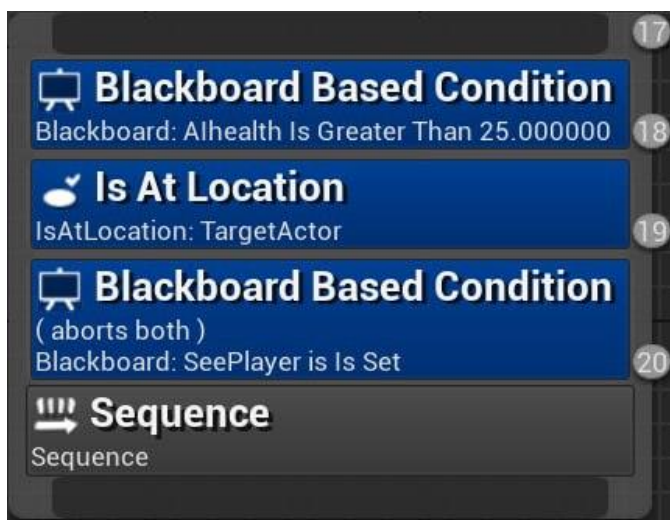 17
Blackboard Based Condition
Blackboard: AIhealth Is Greater Than 25.000000
18
Is At Location
IsAtLocation: TargetActor
19
Blackboard Based Condition
( aborts both )
Blackboard: SeePlayer is Is Set
20
Sequence
Sequence